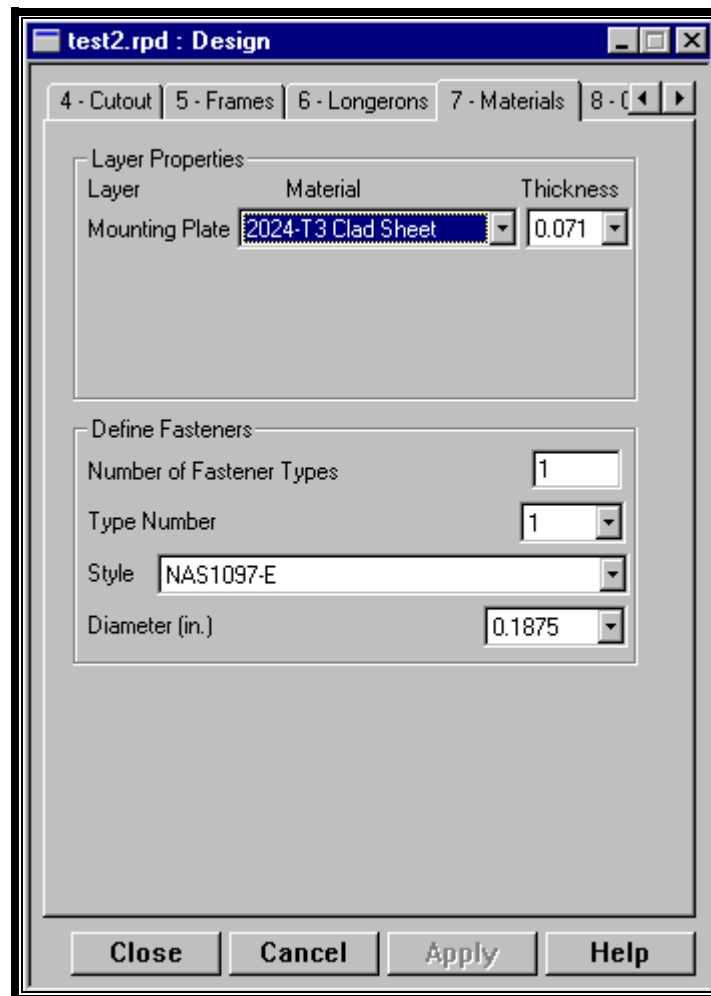 test2.rpd : Design
4 - Cutout 5 - Frames 6 - Longerons 7 - Materials 8 -
Layer Properties
Layer Material Thickness
Mounting Plate 2024-T3 Clad Sheet 0.071
Define Fasteners
Number of Fastener Types 1
Type Number 1
Style NAS1097-E
Diameter (in.) 0.1875
Close Cancel Apply Help